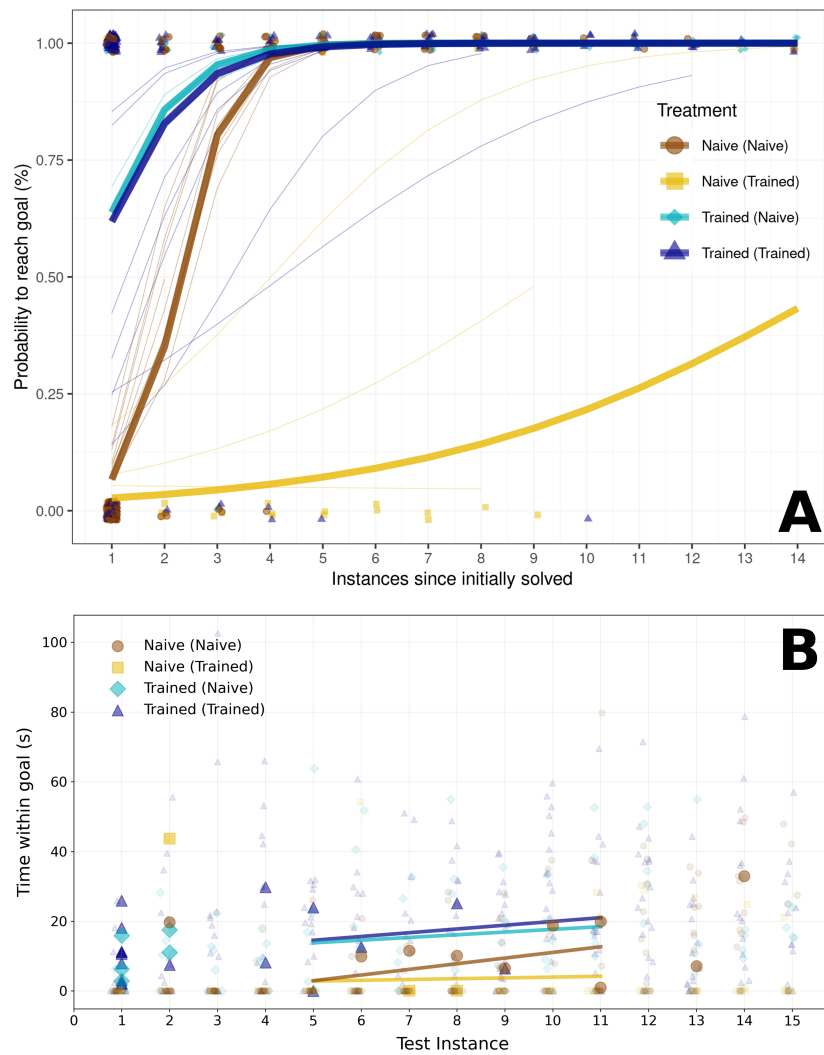 1.00
0.75
0.50
0.25
0.00
Probability to reach goal (%)
Treatment
Naive (Naive)
Naive (Trained)
Trained (Naive)
Trained (Trained)
A
1 2 3 4 5 6 7 8 9 10 11 12 13 14
Instances since initially solved
B
Naive (Naive)
Naive (Trained)
Trained (Naive)
Trained (Trained)
100
80
60
40
20
0
Time within goal (s)
0 1 2 3 4 5 6 7 8 9 10 11 12 13 14 15
Test Instance